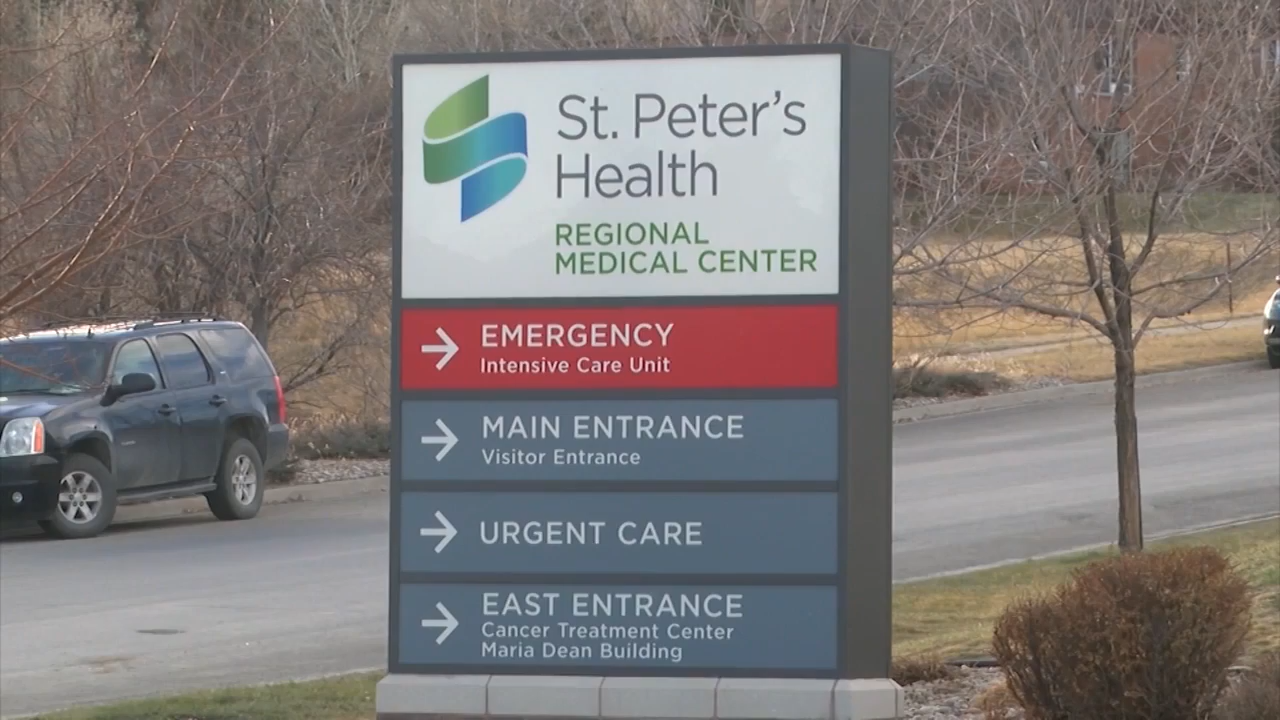 St. Peter's
Health
REGIONAL
MEDICAL CENTER
EMERGENCY
Intensive Care Unit
MAIN ENTRANCE
Visitor Entrance
URGENT CARE
EAST ENTRANCE
Cancer Treatment Center
Maria Dean Building